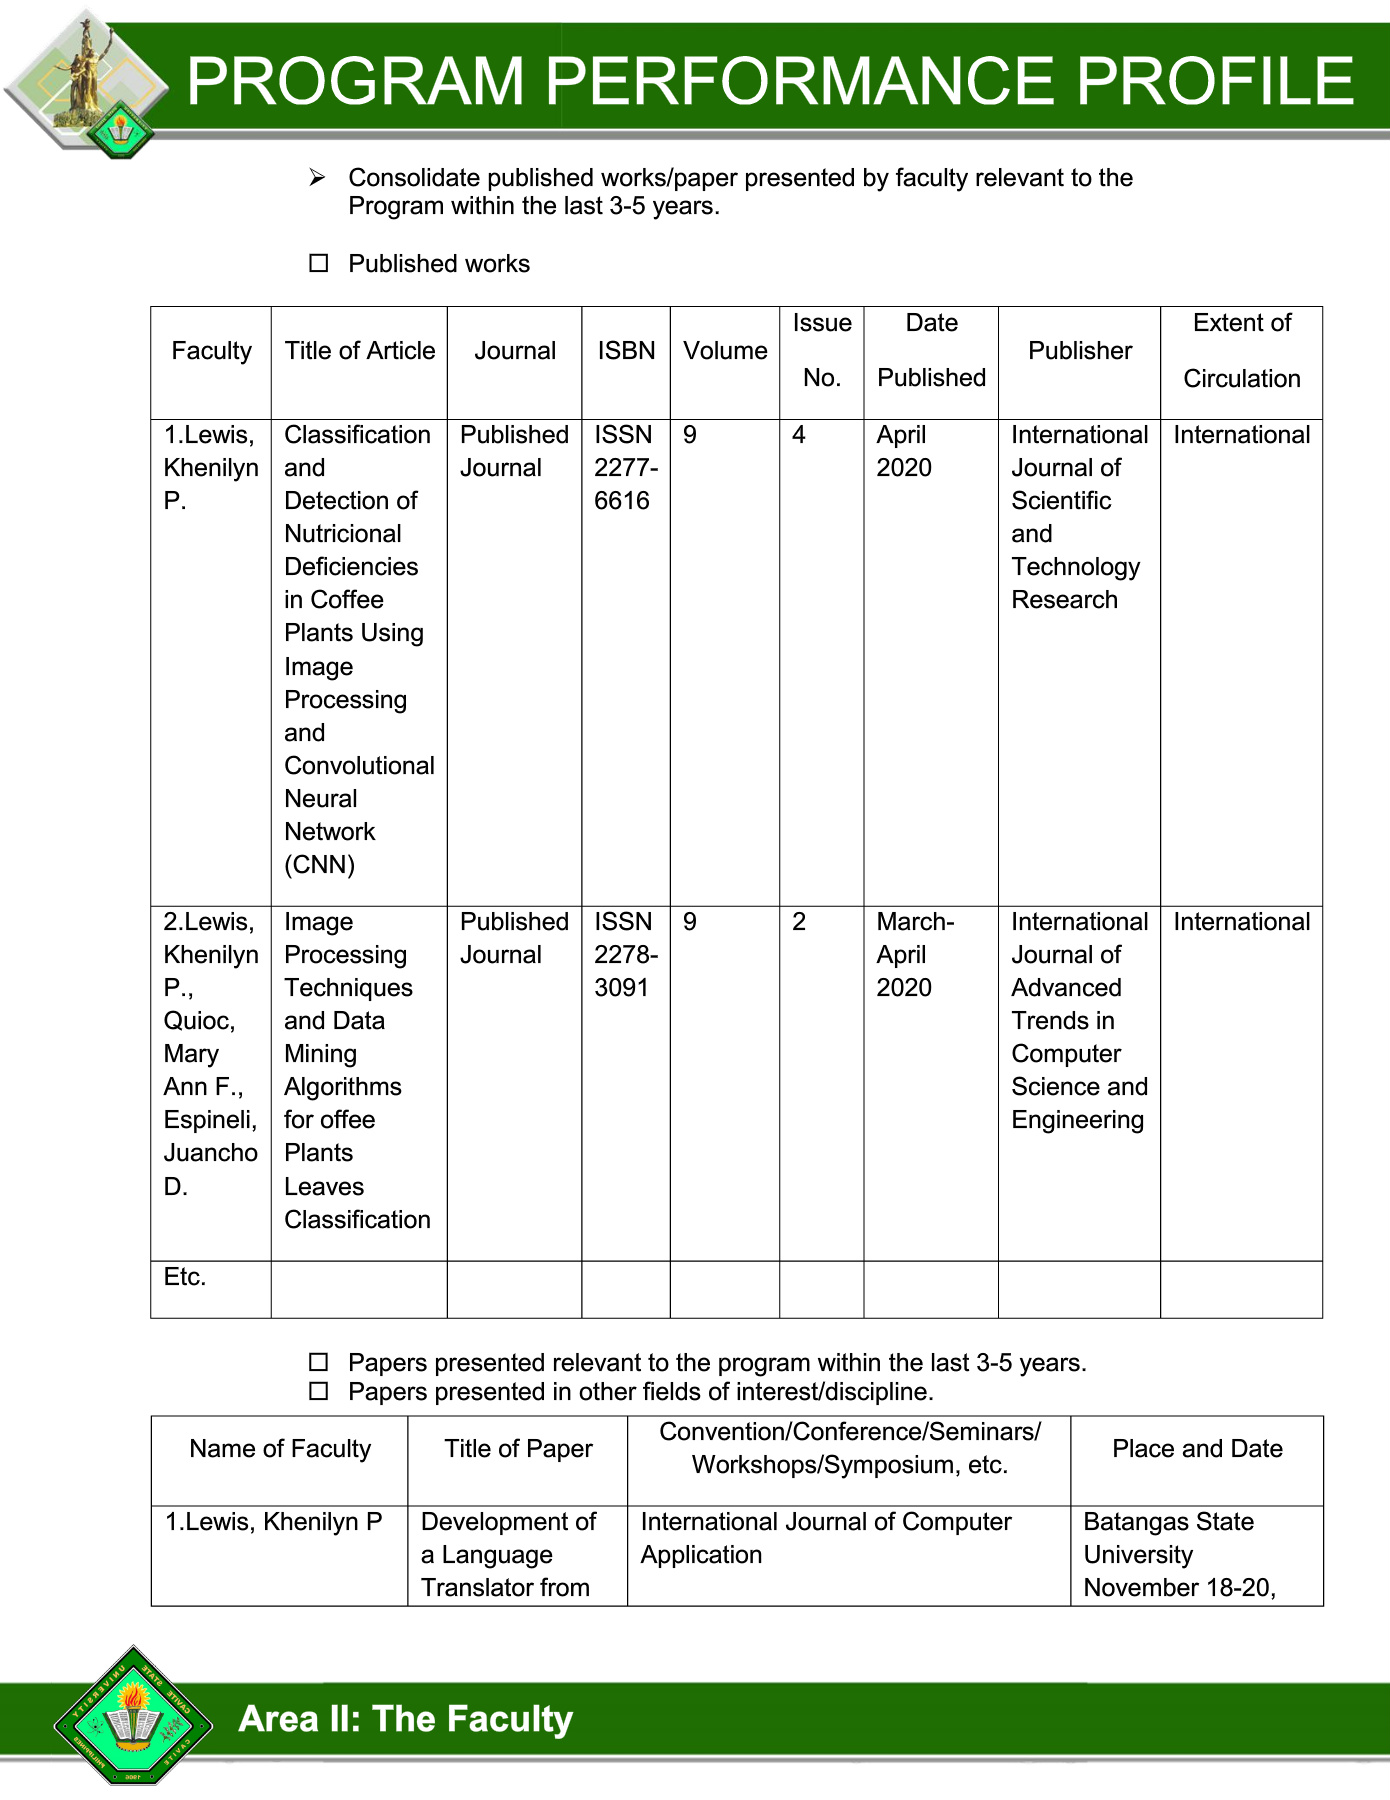 PROGRAM PERFORMANCE PROFILE
➢ Consolidate published works/paper presented by faculty relevant to the
Program within the last 3-5 years.
☐ Published works
Faculty
Title of Article
Journal
ISBN
Volume
Issue
No.
Date
Published
Publisher
Extent of
Circulation
1.Lewis,
Khenilyn
P.
Classification
and
Detection of
Nutricional
Deficiencies
in Coffee
Plants Using
Image
Processing
and
Convolutional
Neural
Network
(CNN)
Published
Journal
ISSN
2277-
6616
9
4
April
2020
International
Journal of
Scientific
and
Technology
Research
International
2.Lewis,
Khenilyn
P.,
Quioc,
Mary
Ann F.,
Espineli,
Juancho
D.
Image
Processing
Techniques
and Data
Mining
Algorithms
for offee
Plants
Leaves
Classification
Published
Journal
ISSN
2278-
3091
9
2
March-
April
2020
International
Journal of
Advanced
Trends in
Computer
Science and
Engineering
International
Etc.
☐ Papers presented relevant to the program within the last 3-5 years.
☐ Papers presented in other fields of interest/discipline.
Name of Faculty
Title of Paper
Convention/Conference/Seminars/
Workshops/Symposium, etc.
Place and Date
1.Lewis, Khenilyn P
Development of
a Language
Translator from
International Journal of Computer
Application
Batangas State
University
November 18-20,
CAVITE STATE
UNIVERSITY
CAVITE
PHILIPPINES
1906
Area II: The Faculty